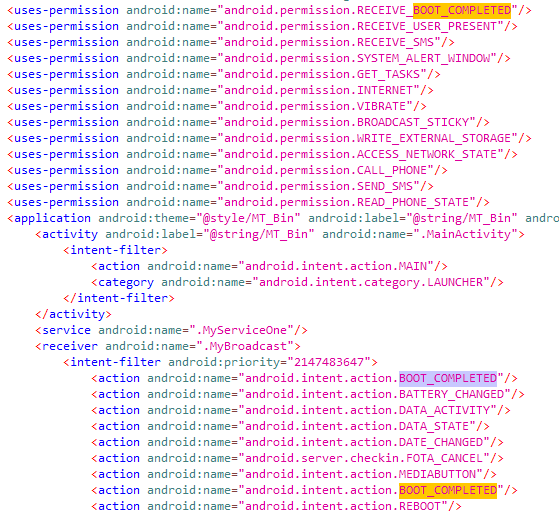 <uses-permission android:name="android.permission.RECEIVE_BOOT_COMPLETED"/>
<uses-permission android:name="android.permission.RECEIVE_USER_PRESENT"/>
<uses-permission android:name="android.permission.RECEIVE_SMS"/>
<uses-permission android:name="android.permission.SYSTEM_ALERT_WINDOW"/>
<uses-permission android:name="android.permission.GET_TASKS"/>
<uses-permission android:name="android.permission.INTERNET"/>
<uses-permission android:name="android.permission.VIBRATE"/>
<uses-permission android:name="android.permission.BROADCAST_STICKY"/>
<uses-permission android:name="android.permission.WRITE_EXTERNAL_STORAGE"/>
<uses-permission android:name="android.permission.ACCESS_NETWORK_STATE"/>
<uses-permission android:name="android.permission.CALL_PHONE"/>
<uses-permission android:name="android.permission.SEND_SMS"/>
<uses-permission android:name="android.permission.READ_PHONE_STATE"/>
<application android:theme="@style/MT_Bin" android:label="@string/MT_Bin" andro
<activity android:label="@string/MT_Bin" android:name=".MainActivity">
<intent-filter>
<action android:name="android.intent.action.MAIN"/>
<category android:name="android.intent.category.LAUNCHER"/>
</intent-filter>
</activity>
<service android:name=".MyServiceOne"/>
<receiver android:name=".MyBroadcast">
<intent-filter android:priority="2147483647">
<action android:name="android.intent.action.BOOT_COMPLETED"/>
<action android:name="android.intent.action.BATTERY_CHANGED"/>
<action android:name="android.intent.action.DATA_ACTIVITY"/>
<action android:name="android.intent.action.DATA_STATE"/>
<action android:name="android.intent.action.DATE_CHANGED"/>
<action android:name="android.server.checkin.FOTA_CANCEL"/>
<action android:name="android.intent.action.MEDIABUTTON"/>
<action android:name="android.intent.action.BOOT_COMPLETED"/>
<action android:name="android.intent.action.REBOOT"/>